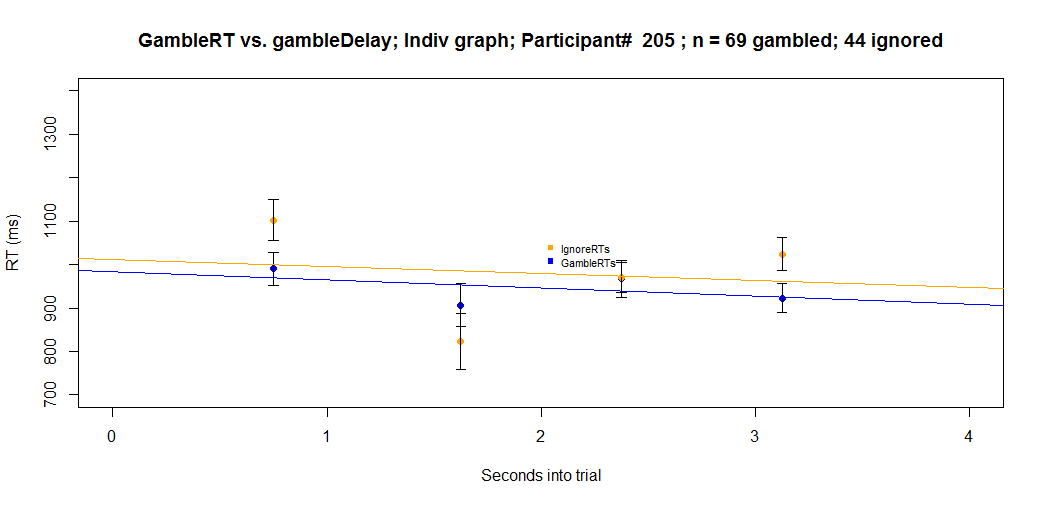 GambleRT vs. gambleDelay; Indiv graph; Participant#  205 ; n = 69 gambled; 44 ignored
RT (ms)
1300
1100
900
800
700
IgnoreRTs
GambleRTs
0 1 2 3 4
Seconds into trial